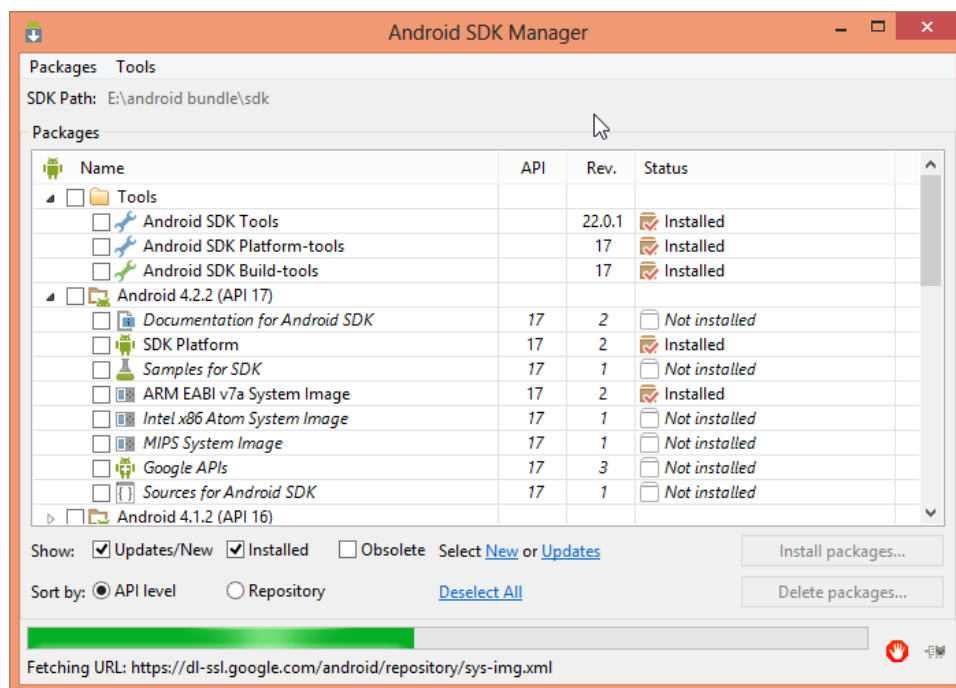 Android SDK Manager
Packages Tools
SDK Path: E:\android bundle\sdk
Packages
Name API Rev. Status
Tools
Android SDK Tools 22.0.1 Installed
Android SDK Platform-tools 17 Installed
Android SDK Build-tools 17 Installed
Android 4.2.2 (API 17)
Documentation for Android SDK 17 2 Not installed
SDK Platform 17 2 Installed
Samples for SDK 17 1 Not installed
ARM EABI v7a System Image 17 2 Installed
Intel x86 Atom System Image 17 1 Not installed
MIPS System Image 17 1 Not installed
Google APIs 17 3 Not installed
Sources for Android SDK 17 1 Not installed
Android 4.1.2 (API 16)
Show: Updates/New Installed Obsolete Select New or Updates Install packages...
Sort by: API level Repository Deselect All Delete packages...
Fetching URL: https://dl-ssl.google.com/android/repository/sys-img.xml